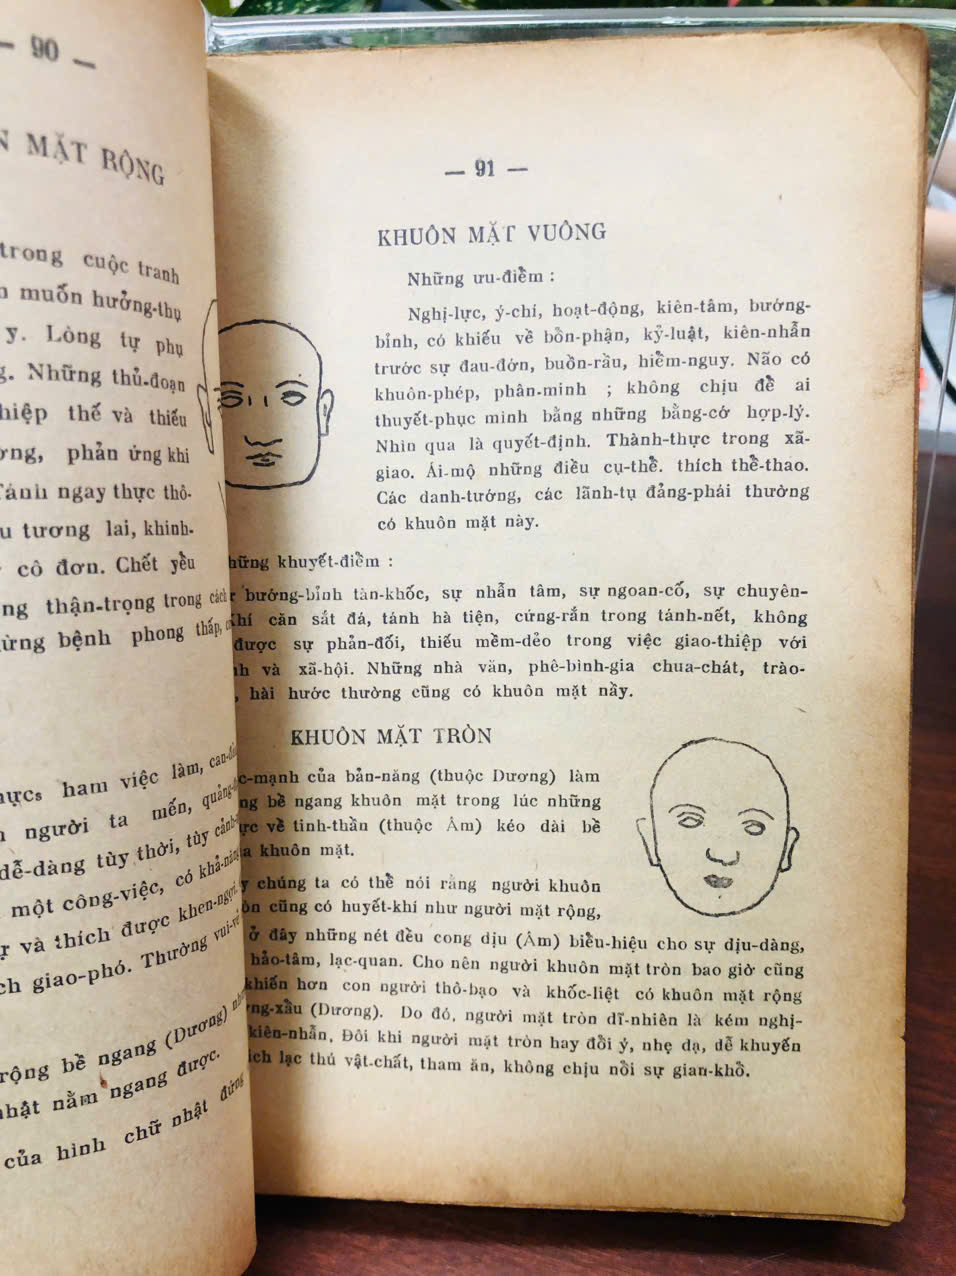 — 90 —
MẶT RỘNG
trong cuộc tranh
muốn hưởng-thụ
y. Lòng tự phụ
Những thủ-đoạn
thế và thiếu
phản ứng khi
Tánh ngay thực thô-
tương lai, khinh-
cô đơn. Chết yểu
thận-trọng trong cách
bệnh phong thấp,
ham việc làm,
người ta mến,
dễ-dàng tùy thời, tùy
một công-việc, có khả-năng
và thích được khen-ngợi.
giao-phó. Thường vui-vẻ
rộng bề ngang (Dương)
nhật nằm ngang được.
của hình chữ nhật đứng
— 91 —
KHUÔN MẶT VUÔNG
Những ưu-điểm :
Nghị-lực, ý-chí, hoạt-động, kiên-tâm, bướng-
bỉnh, có khiếu về bổn-phận, kỷ-luật, kiên-nhẫn
trước sự đau-đớn, buồn-rầu, hiểm-nguy. Não có
khuôn-phép, phân-minh ; không chịu để ai
thuyết-phục mình bằng những bằng-cớ hợp-lý.
Nhìn qua là quyết-định. Thành-thực trong xã-
giao. Ái-mộ những điều cụ-thể. thích thể-thao.
Các danh-tướng, các lãnh-tụ đảng-phái thường
có khuôn mặt này.
khuyết-điểm :
bướng-bỉnh tàn-khốc, sự nhẫn tâm, sự ngoan-cố, sự chuyên-
căn sắt đá, tánh hà tiện, cứng-rắn trong tánh-nết, không
được sự phản-đối, thiếu mềm-dẻo trong việc giao-thiệp với
và xã-hội. Những nhà văn, phê-bình-gia chua-chát, trào-
hài hước thường cũng có khuôn mặt nầy.
KHUÔN MẶT TRÒN
của bản-năng (thuộc Dương) làm
bề ngang khuôn mặt trong lúc những
về tinh-thần (thuộc Âm) kéo dài bề
khuôn mặt.
chúng ta có thể nói rằng người khuôn
cũng có huyết-khí như người mặt rộng,
ở đây những nét đều cong dịu (Âm) biểu-hiệu cho sự dịu-dàng,
hảo-tâm, lạc-quan. Cho nên người khuôn mặt tròn bao giờ cũng
hơn con người thô-bạo và khốc-liệt có khuôn mặt rộng
(Dương). Do đó, người mặt tròn dĩ-nhiên là kém nghị-
kiên-nhẫn. Đôi khi người mặt tròn hay đổi ý, nhẹ dạ, dễ khuyến
lạc thú vật-chất, tham ăn, không chịu nổi sự gian-khổ.